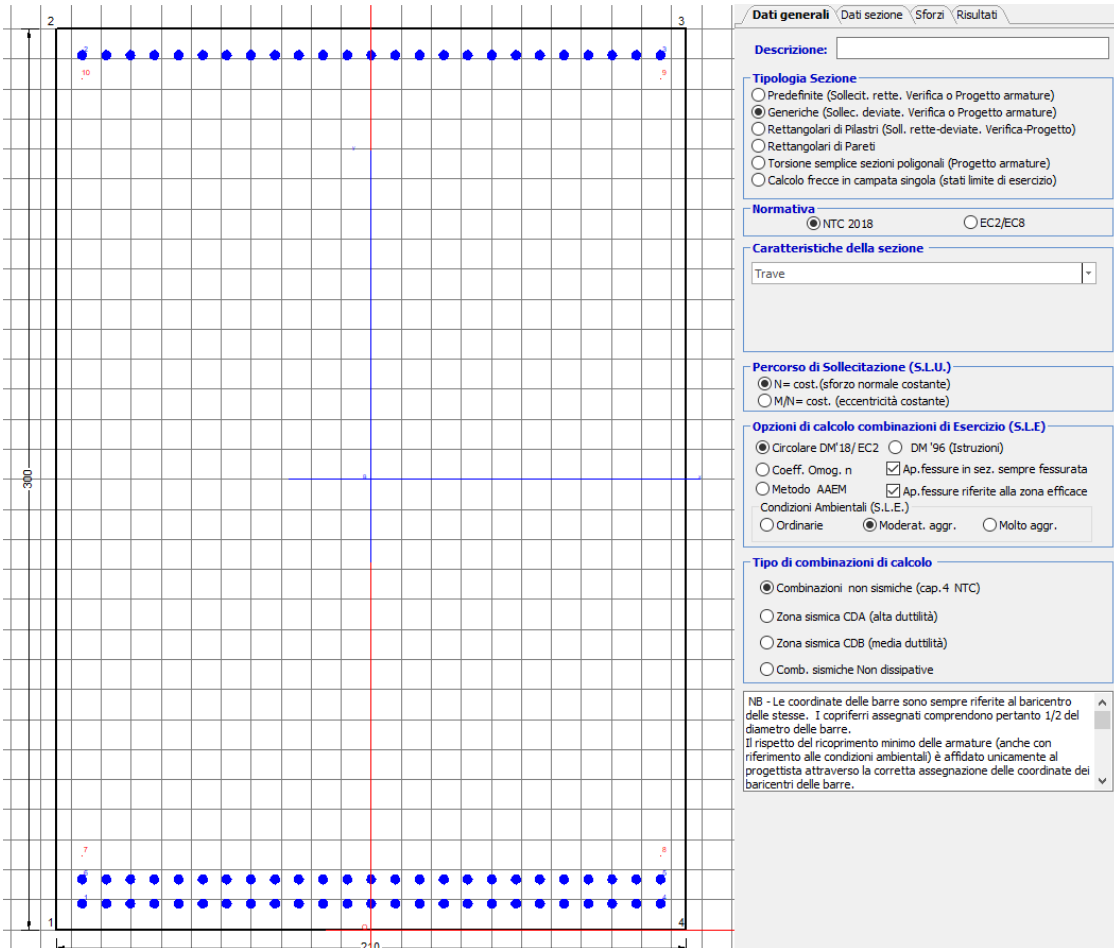 2
3
10
9
300
7
8
1
4
210
Dati generali
Dati sezione
Sforzi
Risultati
Descrizione:
Tipologia Sezione
Predefinite (Sollecit. rette. Verifica o Progetto armature)
Generiche (Sollec. deviate. Verifica o Progetto armature)
Rettangolari di Pilastri (Soll. rette-deviate. Verifica-Progetto)
Rettangolari di Pareti
Torsione semplice sezioni poligonali (Progetto armature)
Calcolo frecce in campata singola (stati limite di esercizio)
Normativa
NTC 2018
EC2/EC8
Caratteristiche della sezione
Trave
Percorso di Sollecitazione (S.L.U.)
N= cost.(sforzo normale costante)
M/N= cost. (eccentricità costante)
Opzioni di calcolo combinazioni di Esercizio (S.L.E)
Circolare DM'18/ EC2
DM '96 (Istruzioni)
Coeff. Omog. n
Ap.fessure in sez. sempre fessurata
Metodo AAEM
Ap.fessure riferite alla zona efficace
Condizioni Ambientali (S.L.E.)
Ordinarie
Moderat. aggr.
Molto aggr.
Tipo di combinazioni di calcolo
Combinazioni non sismiche (cap.4 NTC)
Zona sismica CDA (alta duttilità)
Zona sismica CDB (media duttilità)
Comb. sismiche Non dissipative
NB - Le coordinate delle barre sono sempre riferite al baricentro
delle stesse. I copriferri assegnati comprendono pertanto 1/2 del
diametro delle barre.
Il rispetto del ricoprimento minimo delle armature (anche con
riferimento alle condizioni ambientali) è affidato unicamente al
progettista attraverso la corretta assegnazione delle coordinate dei
baricentri delle barre.